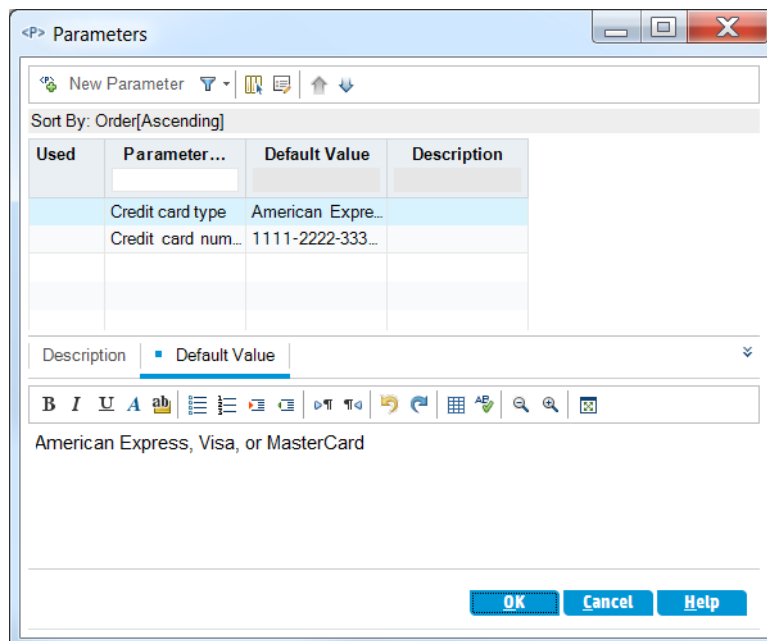 <P> Parameters
New Parameter
Sort By: Order[Ascending]
Used Parameter... Default Value Description
Credit card type American Expre...
Credit card num... 1111-2222-333...
Description Default Value
B I U A ab
American Express, Visa, or MasterCard
OK Cancel Help